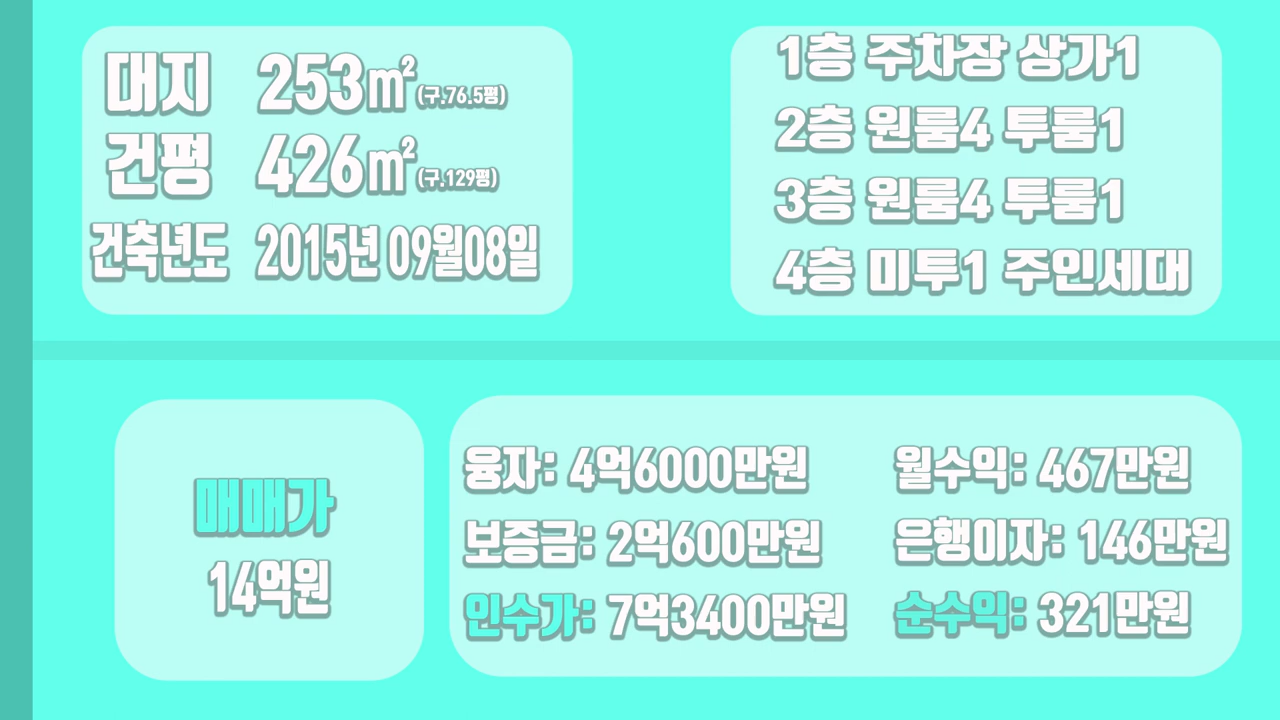 대지 253㎡(구.76.5평)
건평 426㎡(구.129평)
건축년도 2015년 09월08일
1층 주차장 상가1
2층 원룸4 투룸1
3층 원룸4 투룸1
4층 미투1 주인세대
매매가
14억원
융자: 4억6000만원
보증금: 2억600만원
인수가: 7억3400만원
월수익: 467만원
은행이자: 146만원
순수익: 321만원